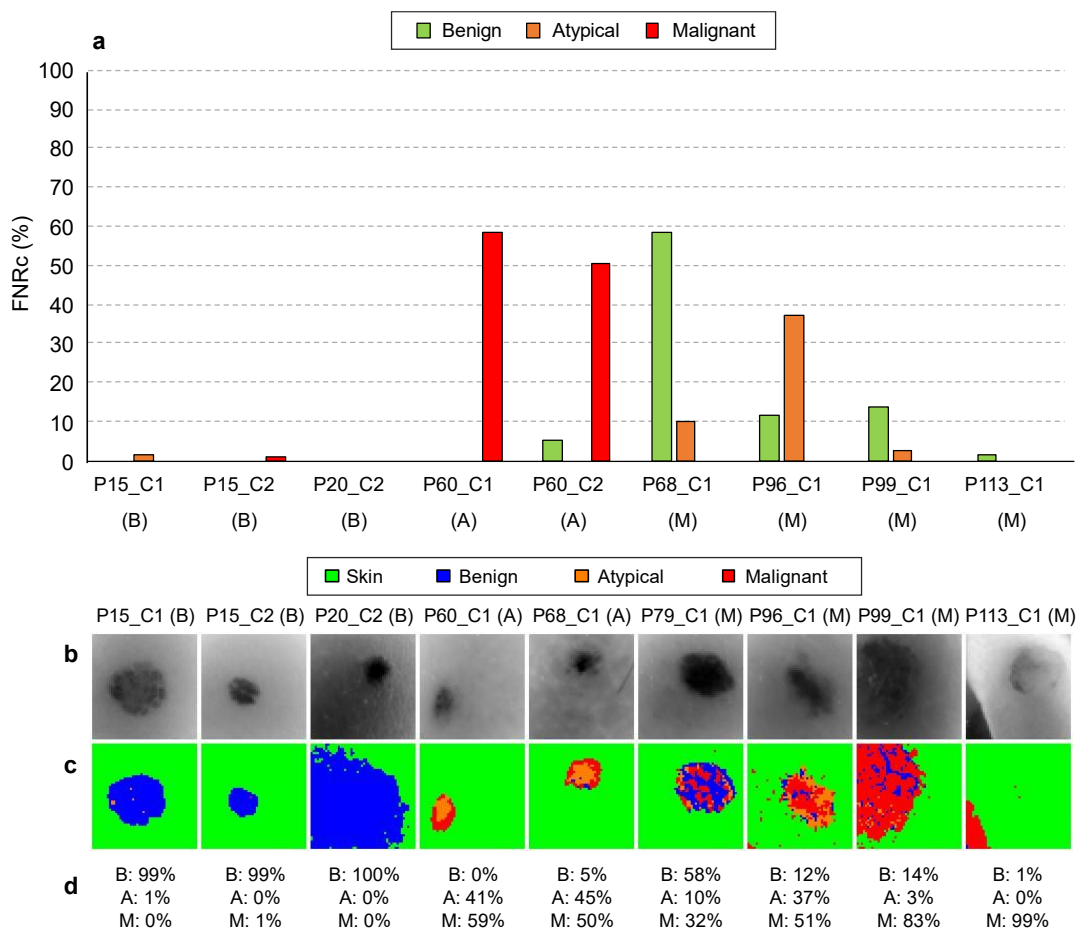 a
Benign Atypical Malignant
100
90
80
70
60
50
40
30
20
10
0
FNRc (%)
P15_C1 P15_C2 P20_C2 P60_C1 P60_C2 P68_C1 P96_C1 P99_C1 P113_C1
(B) (B) (B) (A) (A) (M) (M) (M) (M)
Skin Benign Atypical Malignant
P15_C1 (B) P15_C2 (B) P20_C2 (B) P60_C1 (A) P68_C1 (A) P79_C1 (M) P96_C1 (M) P99_C1 (M) P113_C1 (M)
b
c
d
B: 99% 99% B: 100% B: 0% B: 5% B: 58% B: 12% B: 14% B: 1%
A: 1% A: 0% A: 0% A: 41% A: 45% A: 10% A: 37% A: 3% A: 0%
M: 0% M: 1% M: 0% M: 59% M: 50% M: 32% M: 51% M: 83% M: 99%